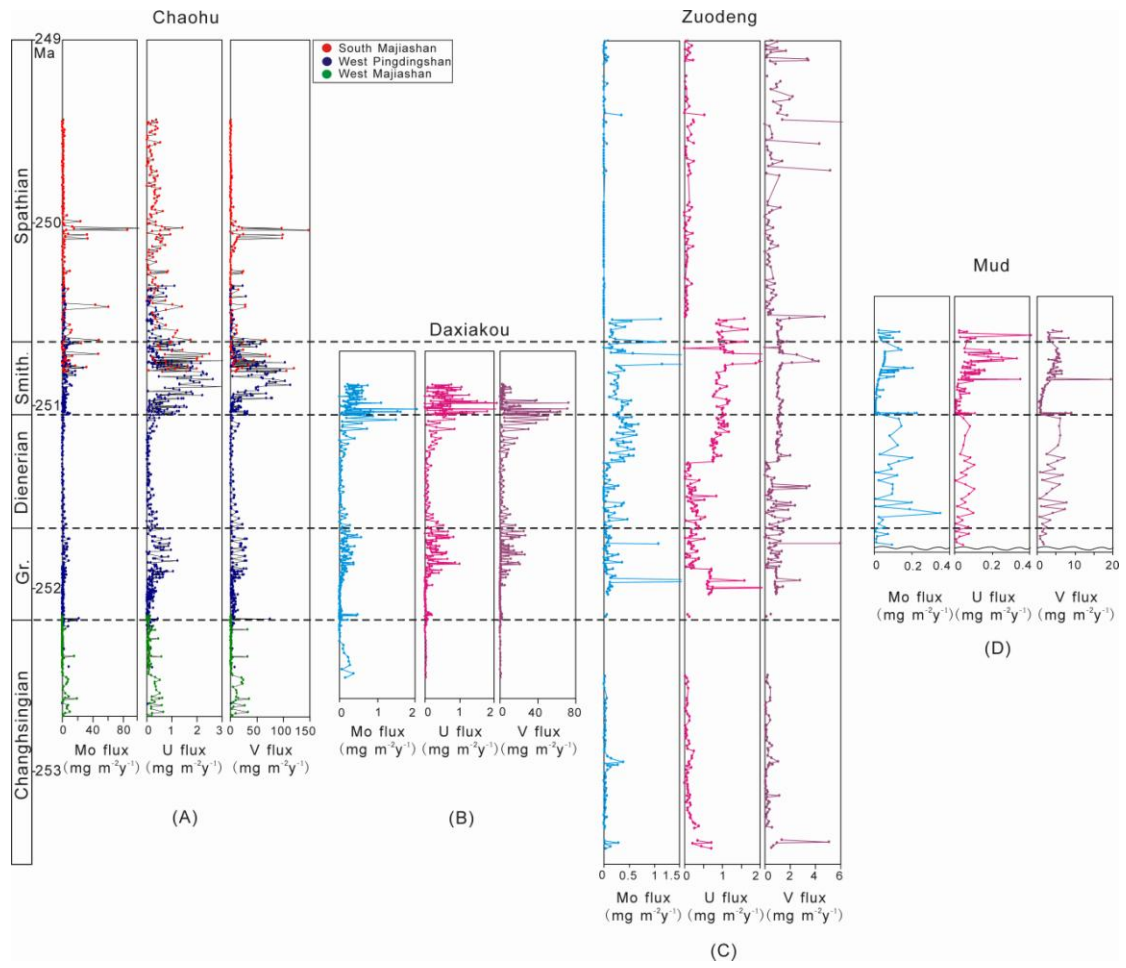 Chaohu
Zuodeng
249
Ma
South Majiashan
West Pingdingshan
West Majiashan
Spathian
250
Mud
Daxiakou
Smith.
251
Dienerian
Gr.
252
Changhsingian
253
0 40 80
0 1 2 3
0 50 100 150
Mo flux
(mg m⁻²y⁻¹)
U flux
(mg m⁻²y⁻¹)
V flux
(mg m⁻²y⁻¹)
(A)
0 1 2
0 1 2
0 40 80
Mo flux
(mg m⁻²y⁻¹)
U flux
(mg m⁻²y⁻¹)
V flux
(mg m⁻²y⁻¹)
(B)
0 0.5 1 1.5
0 1 2
0 2 4 6
Mo flux
(mg m⁻²y⁻¹)
U flux
(mg m⁻²y⁻¹)
V flux
(mg m⁻²y⁻¹)
(C)
0 0.2 0.4
0 0.2 0.4
0 10 20
Mo flux
(mg m⁻²y⁻¹)
U flux
(mg m⁻²y⁻¹)
V flux
(mg m⁻²y⁻¹)
(D)